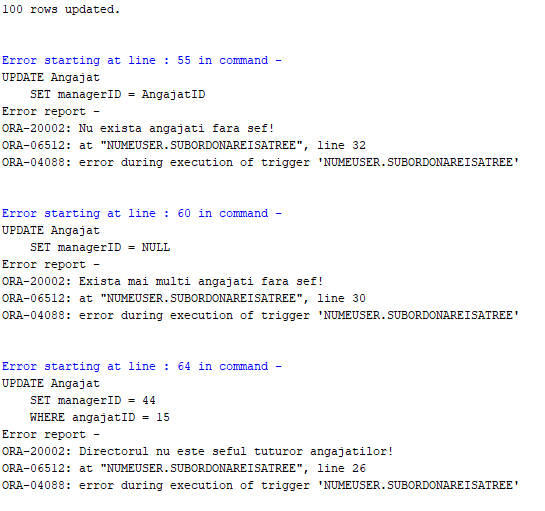 100 rows updated.
Error starting at line : 55 in command -
UPDATE Angajat
    SET managerID = AngajatID
Error report -
ORA-20002: Nu exista angajati fara sef!
ORA-06512: at "NUMEUSER.SUBORDONAREISATREE", line 32
ORA-04088: error during execution of trigger 'NUMEUSER.SUBORDONAREISATREE'
Error starting at line : 60 in command -
UPDATE Angajat
    SET managerID = NULL
Error report -
ORA-20002: Exista mai multi angajati fara sef!
ORA-06512: at "NUMEUSER.SUBORDONAREISATREE", line 30
ORA-04088: error during execution of trigger 'NUMEUSER.SUBORDONAREISATREE'
Error starting at line : 64 in command -
UPDATE Angajat
    SET managerID = 44
    WHERE angajatID = 15
Error report -
ORA-20002: Directorul nu este seful tuturor angajatilor!
ORA-06512: at "NUMEUSER.SUBORDONAREISATREE", line 26
ORA-04088: error during execution of trigger 'NUMEUSER.SUBORDONAREISATREE'